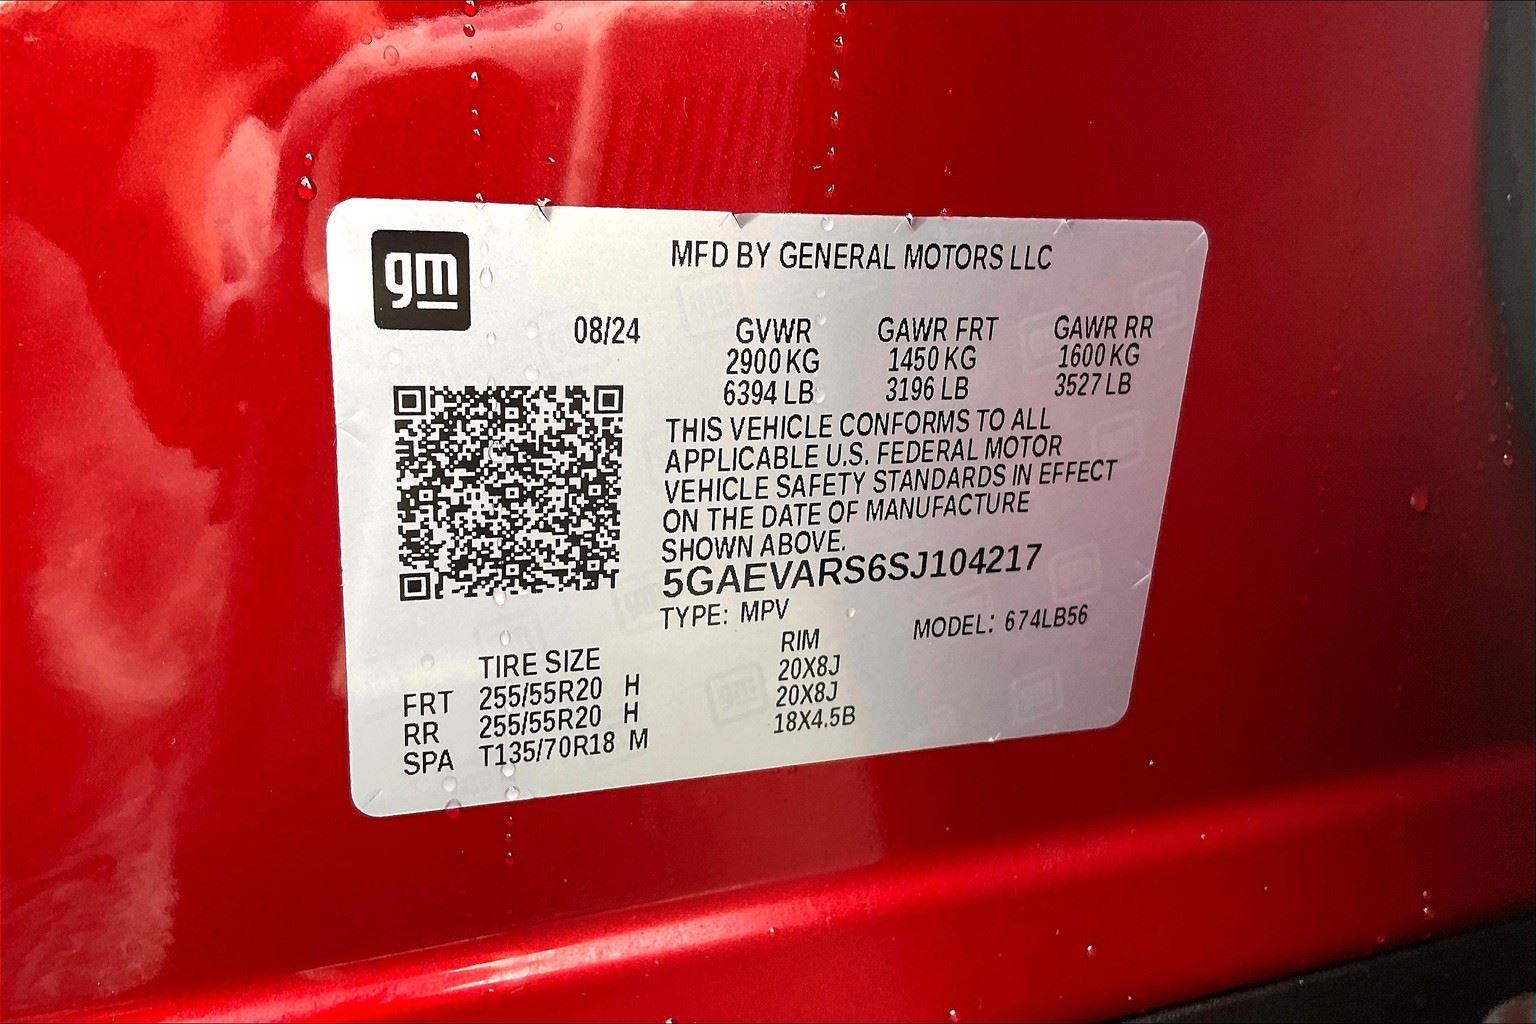 gm
MFD BY GENERAL MOTORS LLC
08/24 GVWR GAWR FRT GAWR RR
2900 KG 1450 KG 1600 KG
6394 LB 3196 LB 3527 LB
THIS VEHICLE CONFORMS TO ALL
APPLICABLE U.S. FEDERAL MOTOR
VEHICLE SAFETY STANDARDS IN EFFECT
ON THE DATE OF MANUFACTURE
SHOWN ABOVE.
5GAEVARS6SJ104217
TYPE: MPV MODEL: 674LB56
TIRE SIZE RIM
FRT 255/55R20 H 20X8J
RR 255/55R20 H 20X8J
SPA T135/70R18 M 18X4.5B